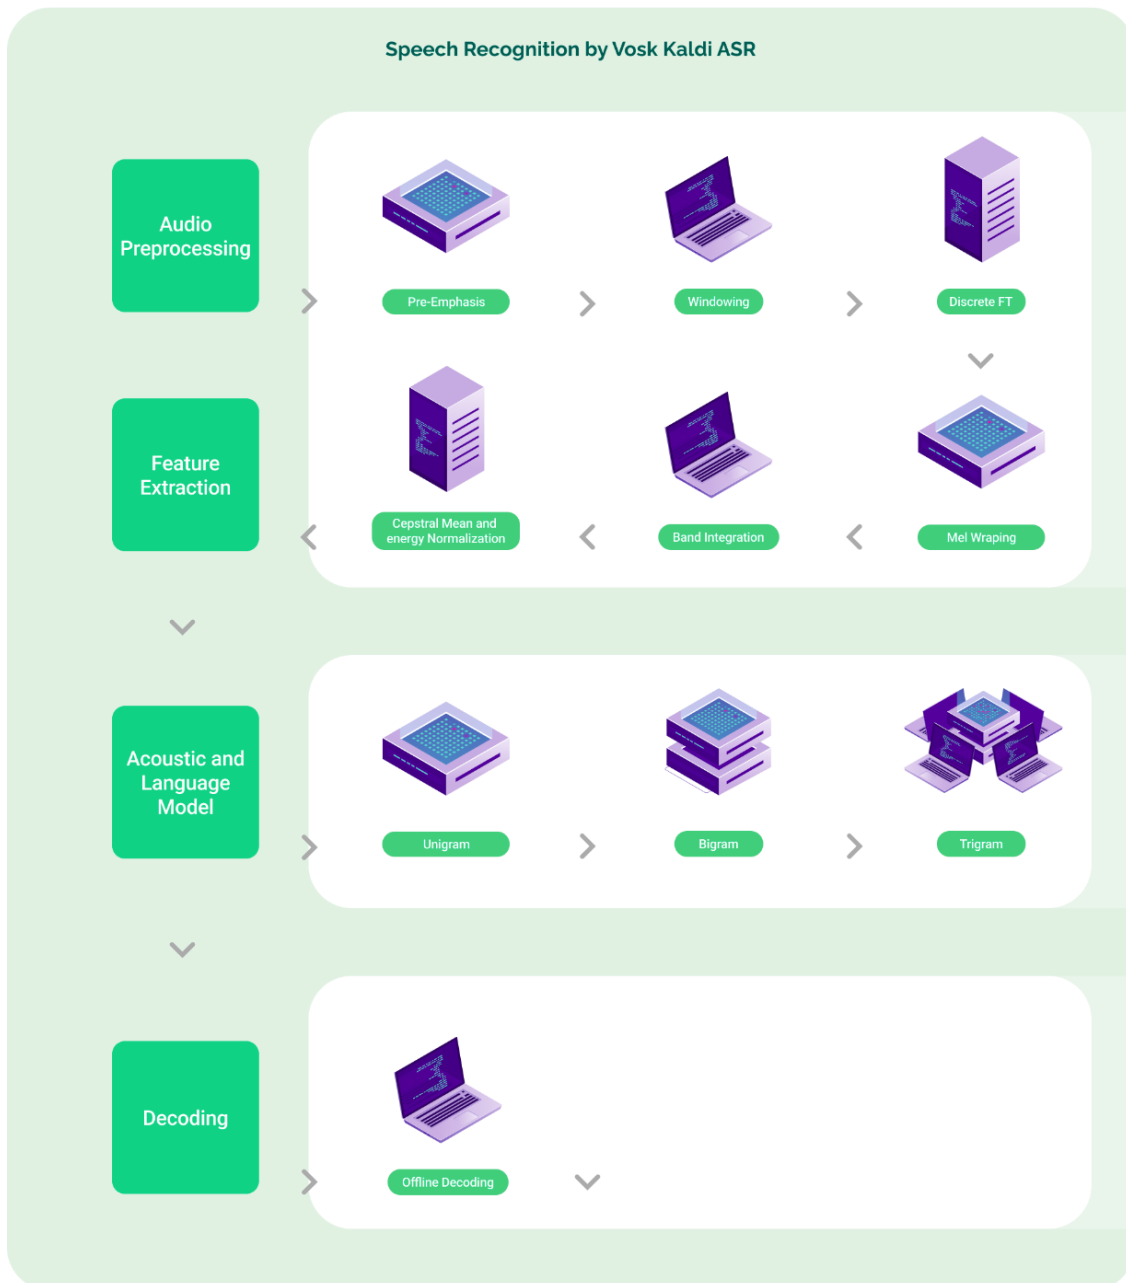 Speech Recognition by Vosk Kaldi ASR
Audio
Preprocessing
Pre-Emphasis
Windowing
Discrete FT
Feature
Extraction
Cepstral Mean and
energy Normalization
Band Integration
Mel Wraping
Acoustic and
Language
Model
Unigram
Bigram
Trigram
Decoding
Offline Decoding